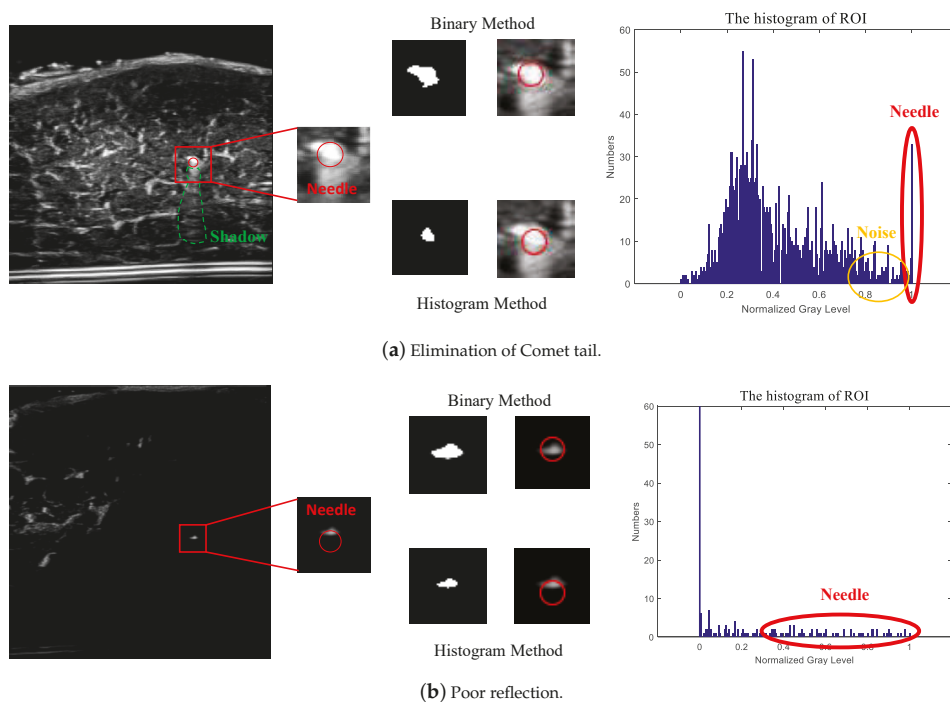 Binary Method
The histogram of ROI
60
50
40
30
20
10
0
Numbers
Needle
Noise
0 0.2 0.4 0.6 0.8 1
Normalized Gray Level
Needle
Shadow
Histogram Method
(a) Elimination of Comet tail.
Binary Method
The histogram of ROI
60
50
40
30
20
10
0
Numbers
Needle
Needle
0 0.2 0.4 0.6 0.8 1
Normalized Gray Level
Histogram Method
(b) Poor reflection.